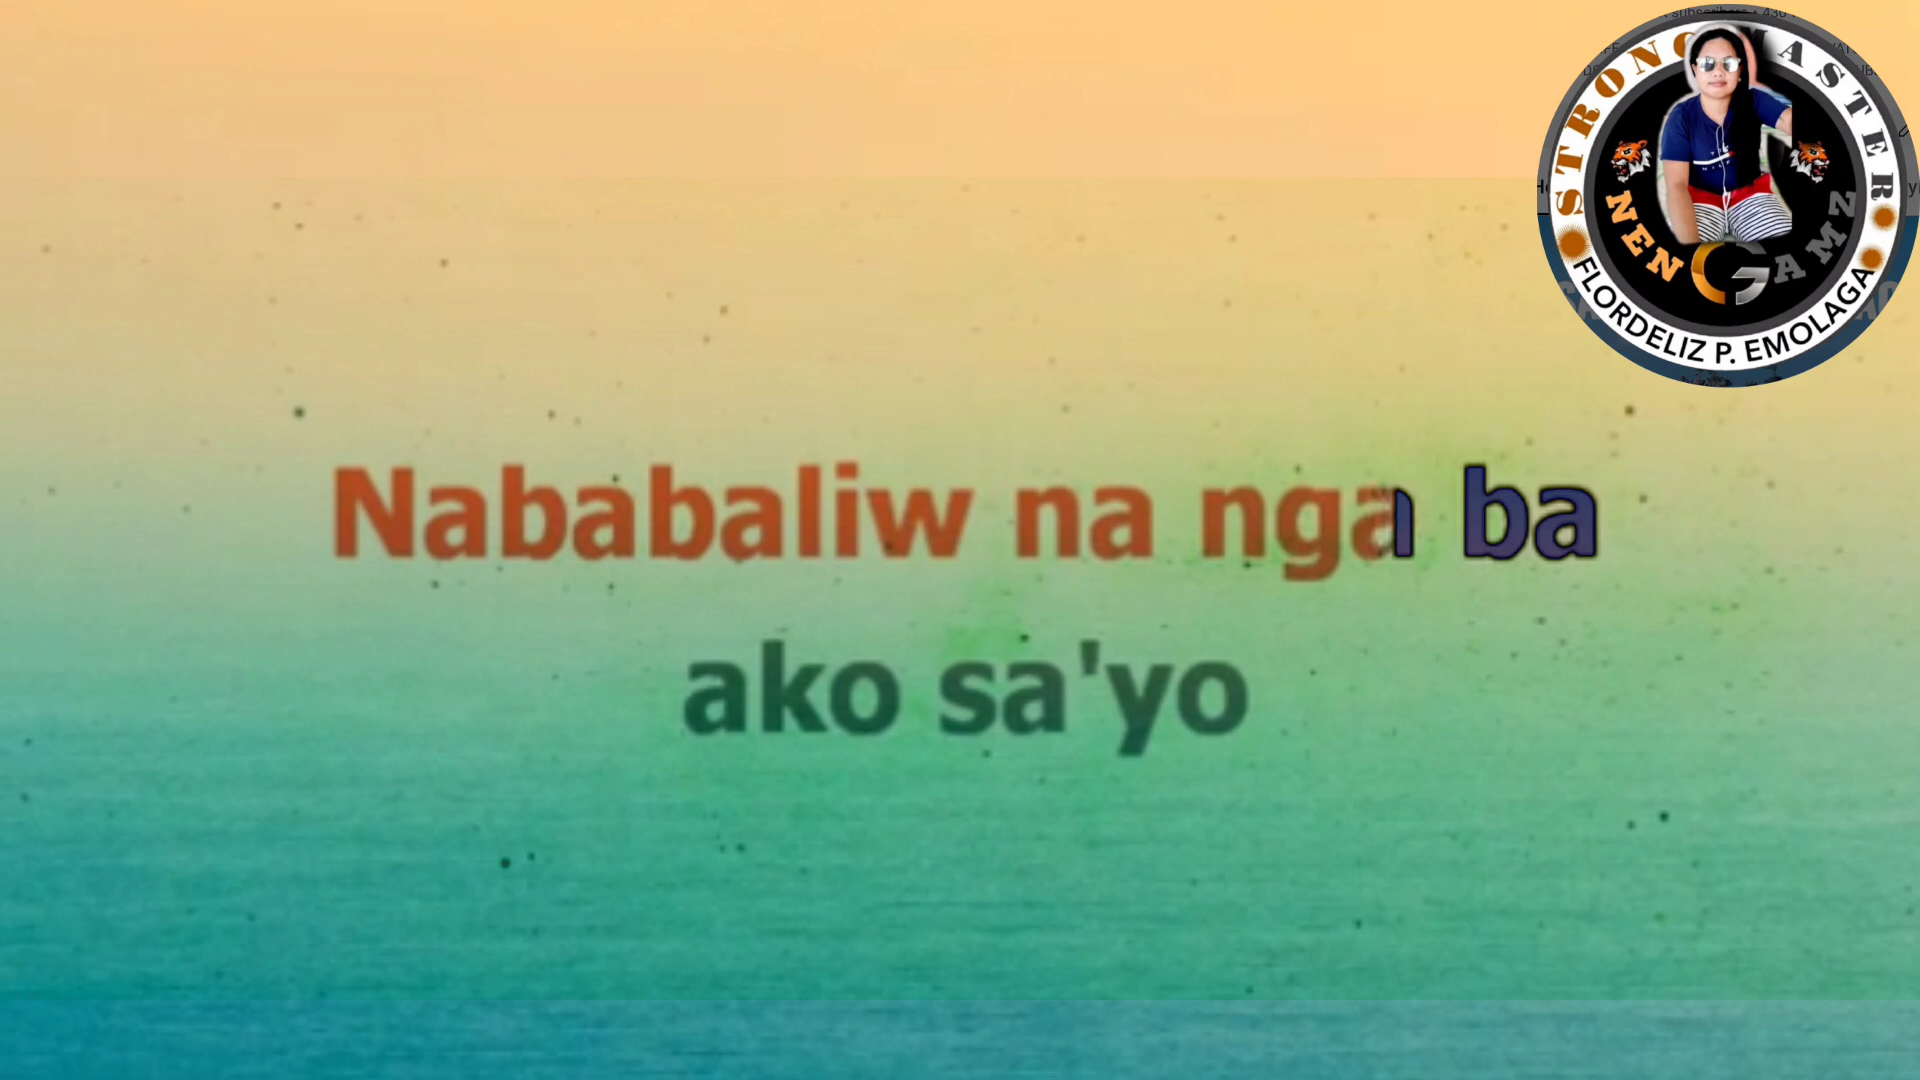 STRONG MASTER
NEN GAMZ
FLORDELIZ P. EMOLAGA
Nababaliw na nga ba
ako sa'yo